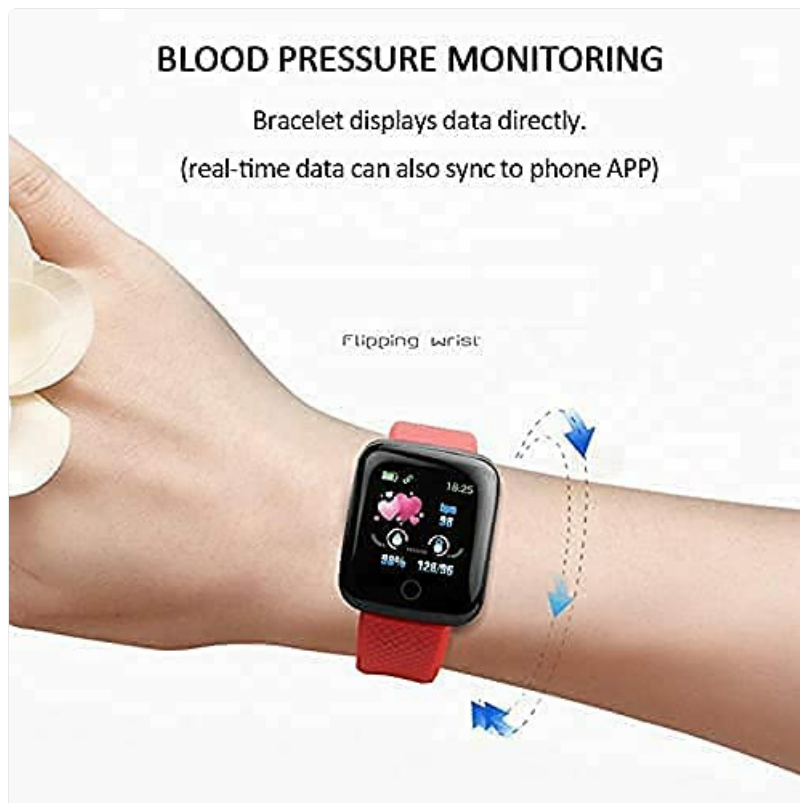 BLOOD PRESSURE MONITORING
Bracelet displays data directly.
(real-time data can also sync to phone APP)
Flipping wrist
18:25
bpm
98
98% 128/96